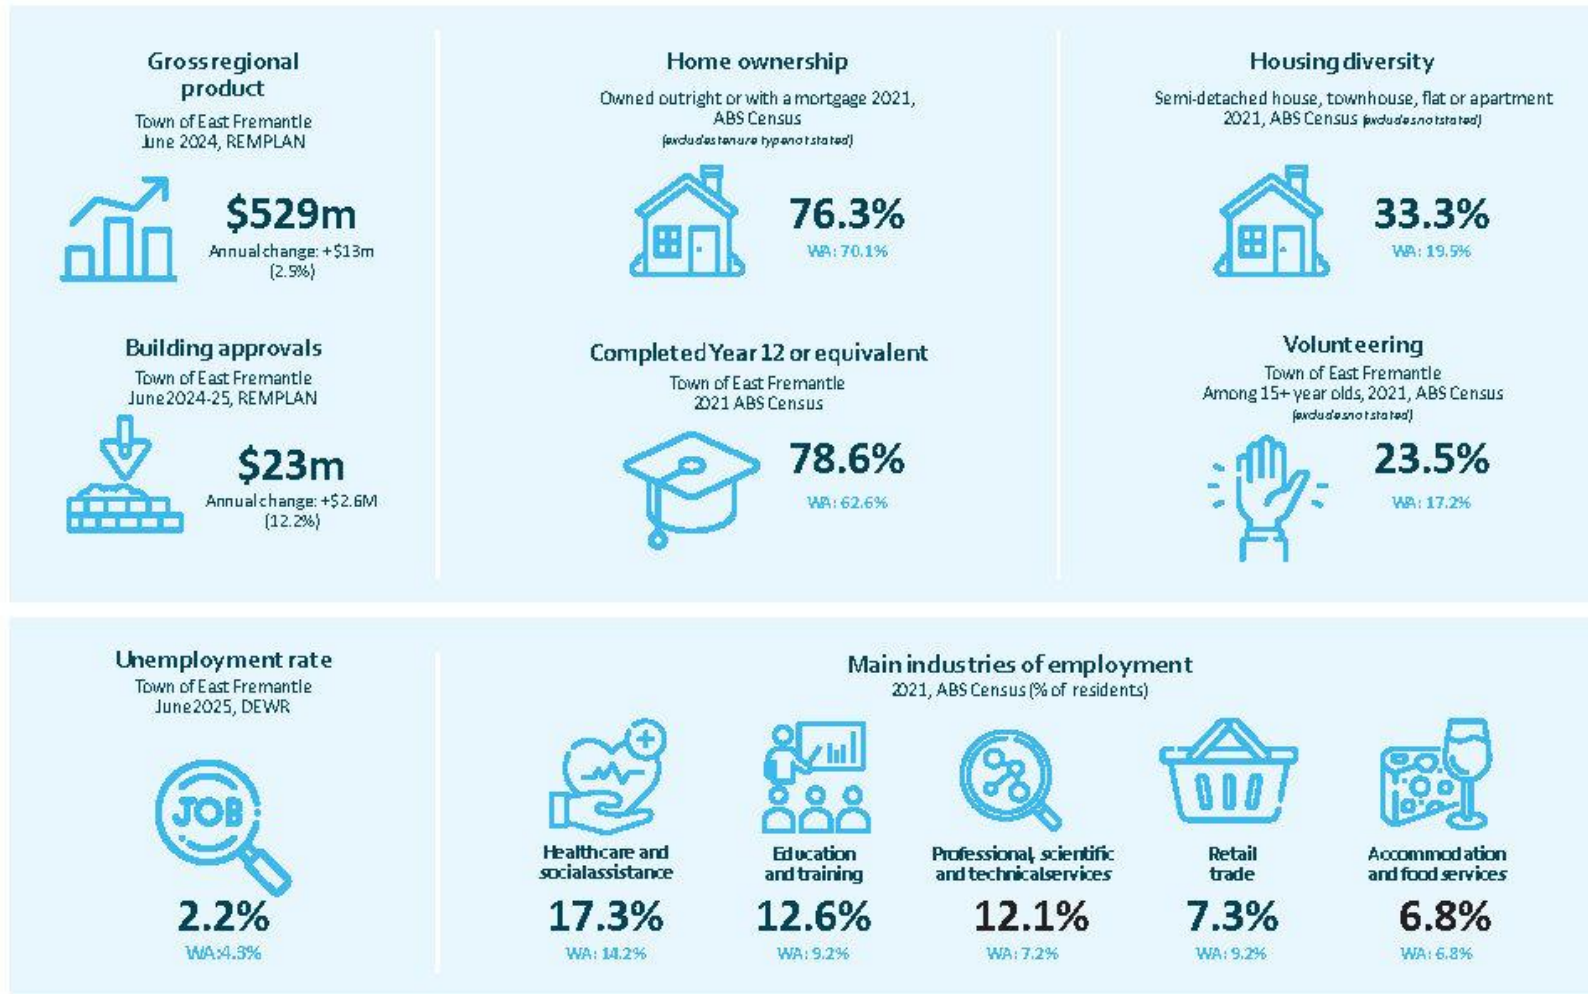 Gross regional
product
Town of East Fremantle
June 2024, REMPLAN
$529m
Annual change: +$13m
(2.5%)
Building approvals
Town of East Fremantle
June 2024-25, REMPLAN
$23m
Annual change: +$2.6M
(12.2%)
Home ownership
Owned outright or with a mortgage 2021,
ABS Census
(excludes tenure type not stated)
76.3%
WA: 70.1%
Completed Year 12 or equivalent
Town of East Fremantle
2021 ABS Census
78.6%
WA: 62.6%
Housing diversity
Semi-detached house, townhouse, flat or apartment
2021, ABS Census (excludes not stated)
33.3%
WA: 19.5%
Volunteering
Town of East Fremantle
Among 15+ year olds, 2021, ABS Census
(excludes not stated)
23.5%
WA: 17.2%
Unemployment rate
Town of East Fremantle
June 2025, DEWR
JOB
2.2%
WA:4.3%
Main industries of employment
2021, ABS Census (% of residents)
Healthcare and
social assistance
17.3%
WA: 14.2%
Education
and training
12.6%
WA: 9.2%
Professional, scientific
and technical services
12.1%
WA: 7.2%
Retail
trade
7.3%
WA: 9.2%
Accommodation
and food services
6.8%
WA: 6.8%